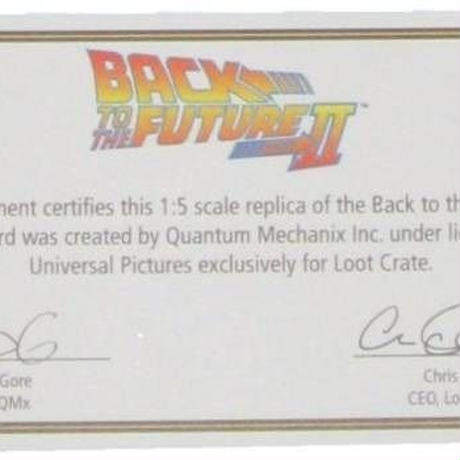 BACK
TO THE FUTURE II™
ment certifies this 1:5 scale replica of the Back to th
rd was created by Quantum Mechanix Inc. under li
Universal Pictures exclusively for Loot Crate.
Gore
Chris
QMx
CEO, Lo